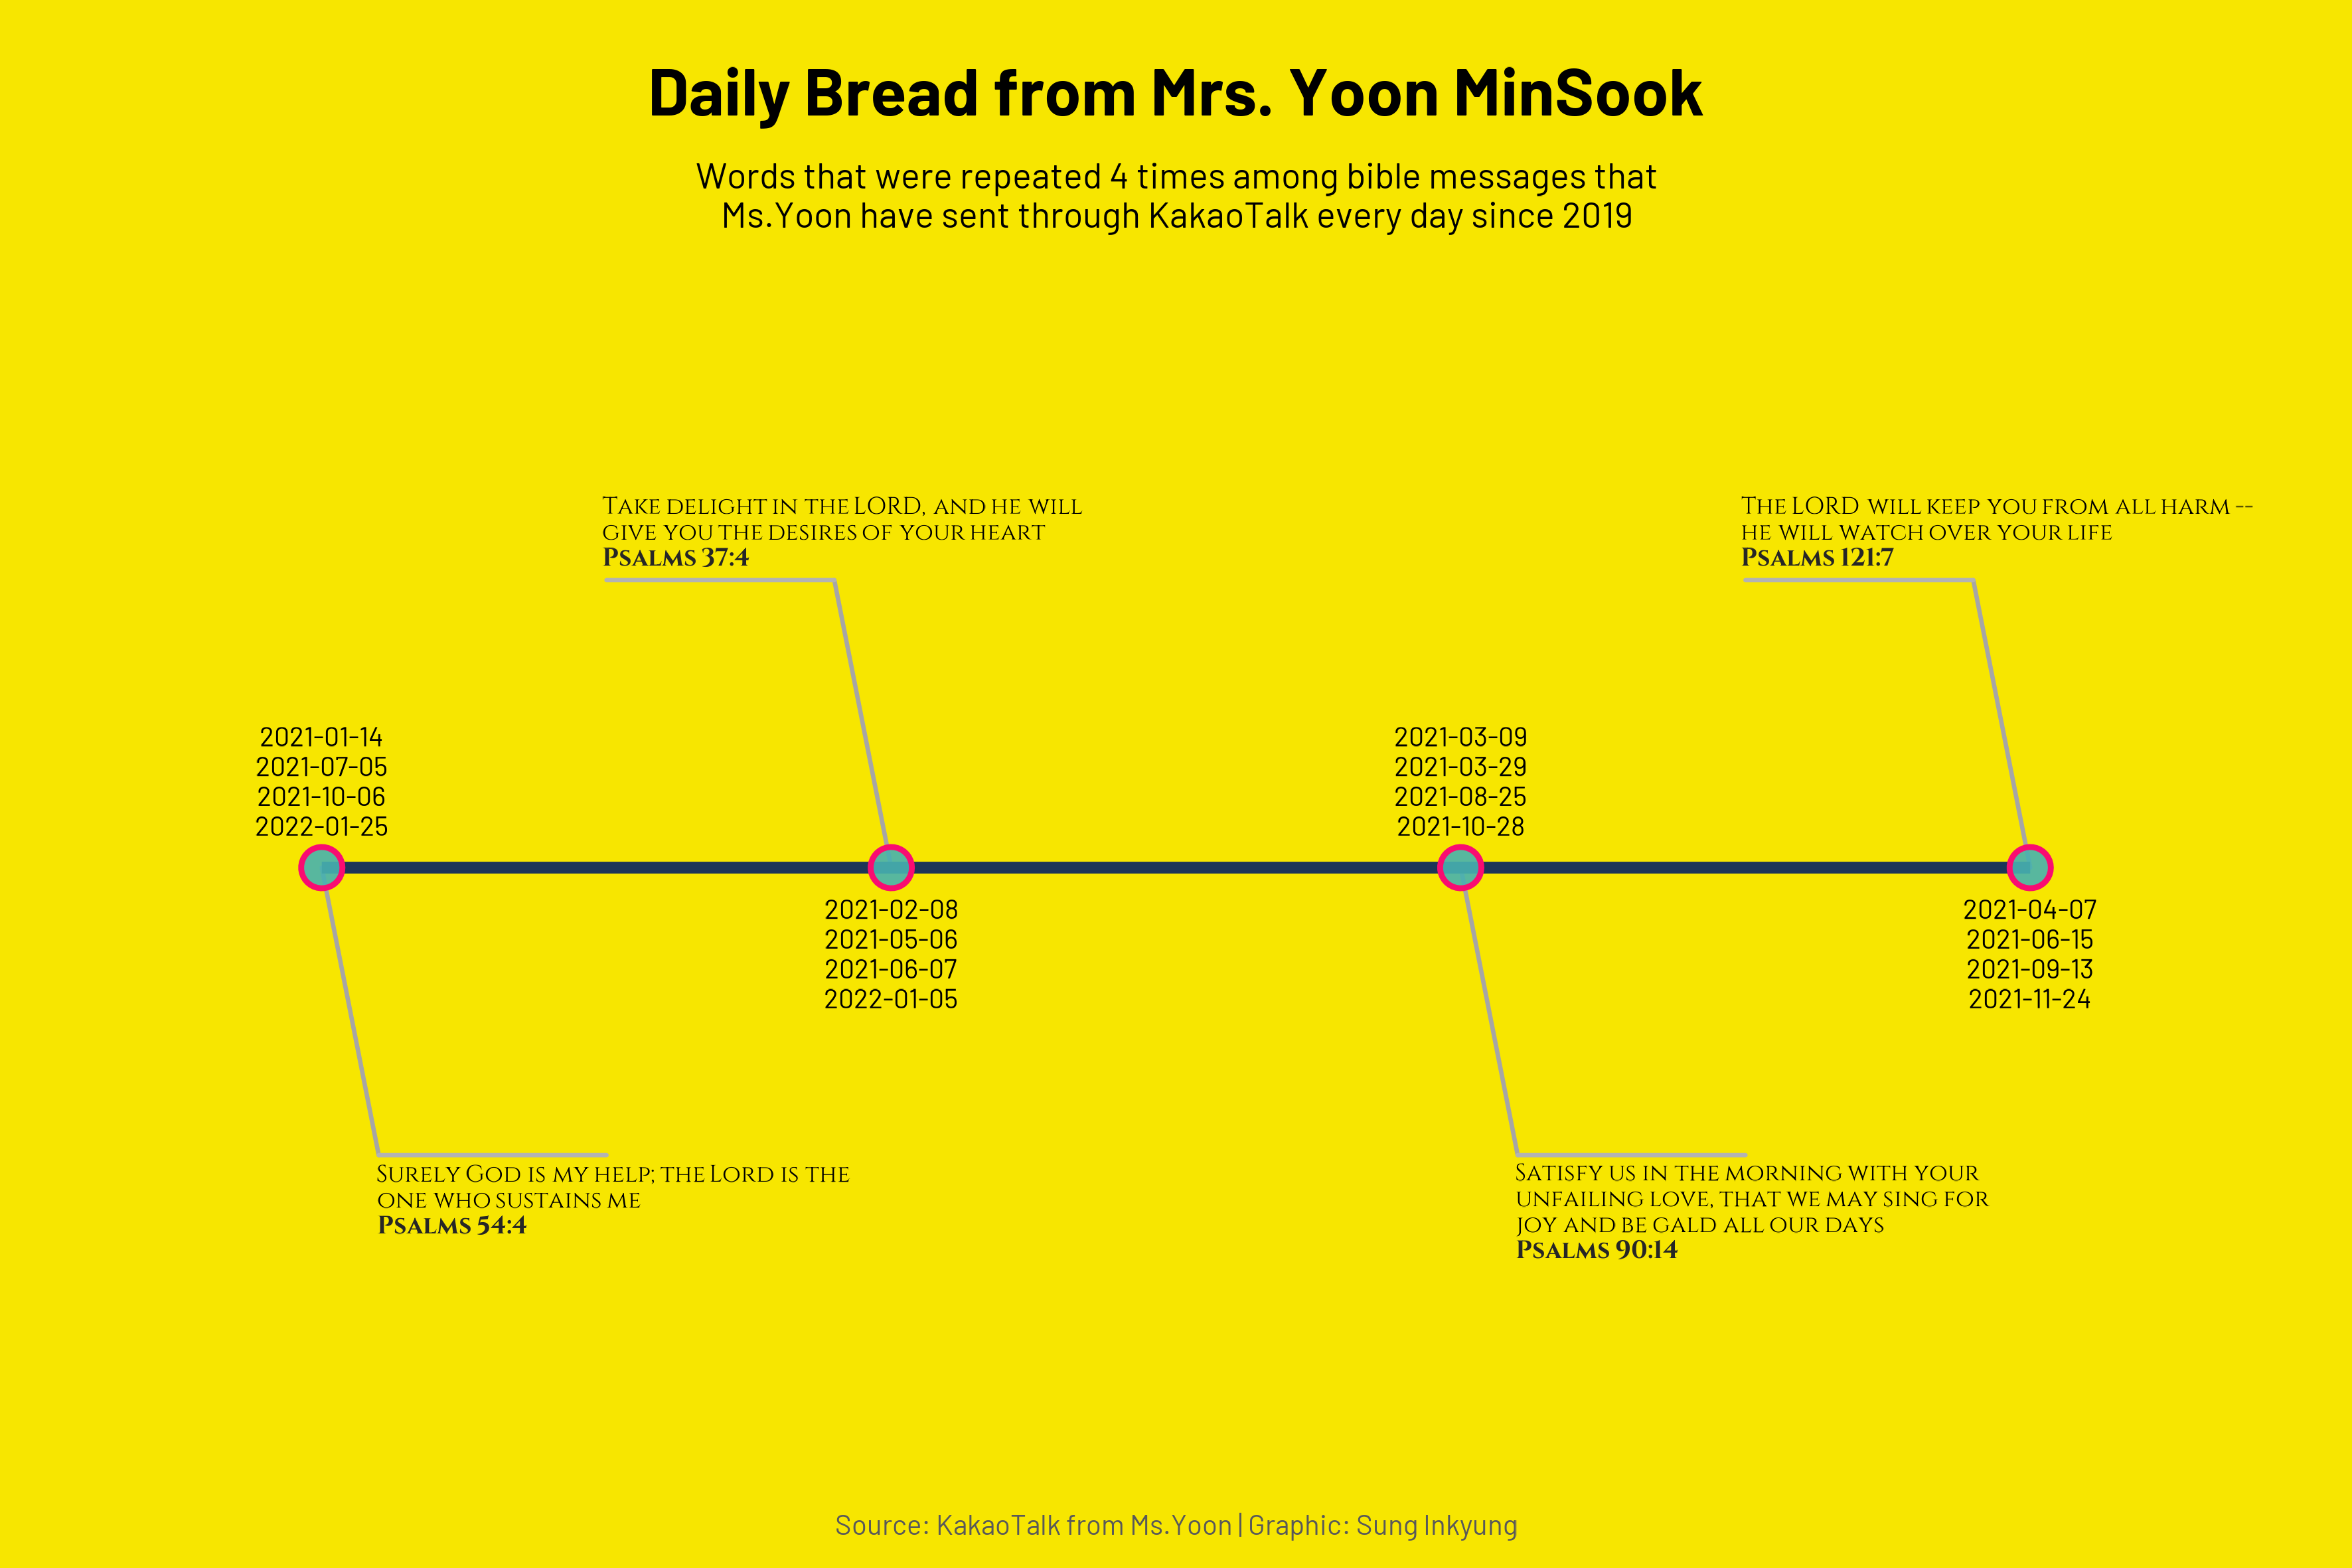 Daily Bread from Mrs. Yoon MinSook
Words that were repeated 4 times among bible messages that
Ms.Yoon have sent through KakaoTalk every day since 2019
Take delight in the LORD, and he will
give you the desires of your heart
Psalms 37:4
The LORD will keep you from all harm --
he will watch over your life
Psalms 121:7
2021-01-14
2021-07-05
2021-10-06
2022-01-25
2021-03-09
2021-03-29
2021-08-25
2021-10-28
2021-02-08
2021-05-06
2021-06-07
2022-01-05
2021-04-07
2021-06-15
2021-09-13
2021-11-24
Surely God is my help; the Lord is the
one who sustains me
Psalms 54:4
Satisfy us in the morning with your
unfailing love, that we may sing for
joy and be gald all our days
Psalms 90:14
Source: KakaoTalk from Ms.Yoon | Graphic: Sung Inkyung